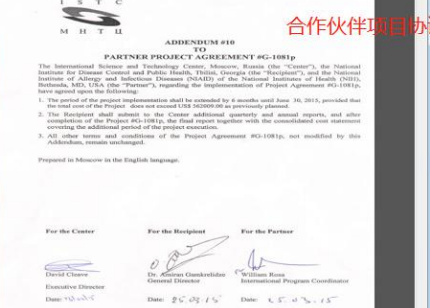 I S T C
М Н Т Ц
合作伙伴项目协
ADDENDUM #10
TO
PARTNER PROJECT AGREEMENT #G-1081p
The International Science and Technology Center, Moscow, Russia (the “Center”), the National
Institute for Disease Control and Public Health, Tbilisi, Georgia (the “Recipient”), and the National
Institute of Allergy and Infectious Diseases (NIAID) of the National Institutes of Health (NIH),
Bethesda, MD, USA (the “Partner”), regarding the implementation of Project Agreement #G-1081p,
have agreed upon the following:
1. The period of the project implementation shall be extended by 6 months until June 30, 2015, provided that
the total cost of the Project does not exceed US$ 562009.00 as previously planned.
2. The Recipient shall submit to the Center additional quarterly and annual reports, and after
completion of the Project #G-1081p, the final report together with the consolidated cost statement
covering the additional period of the project execution.
3. All other terms and conditions of the Project Agreement #G-1081p, not modified by this
Addendum, remain unchanged.
Prepared in Moscow in the English language.
For the Center For the Recipient For the Partner
David Cleave Dr. Amiran Gamkrelidze William Ross
Executive Director General Director International Program Coordinator
Date: Date: 25.03.15 Date: 25.03.15